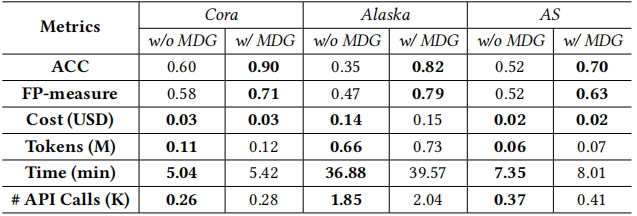 Metrics Cora Alaska AS
w/o MDG w/ MDG w/o MDG w/ MDG w/o MDG w/ MDG
ACC 0.60 0.90 0.35 0.82 0.52 0.70
FP-measure 0.58 0.71 0.47 0.79 0.52 0.63
Cost (USD) 0.03 0.03 0.14 0.15 0.02 0.02
Tokens (M) 0.11 0.12 0.66 0.73 0.06 0.07
Time (min) 5.04 5.42 36.88 39.57 7.35 8.01
# API Calls (K) 0.26 0.28 1.85 2.04 0.37 0.41